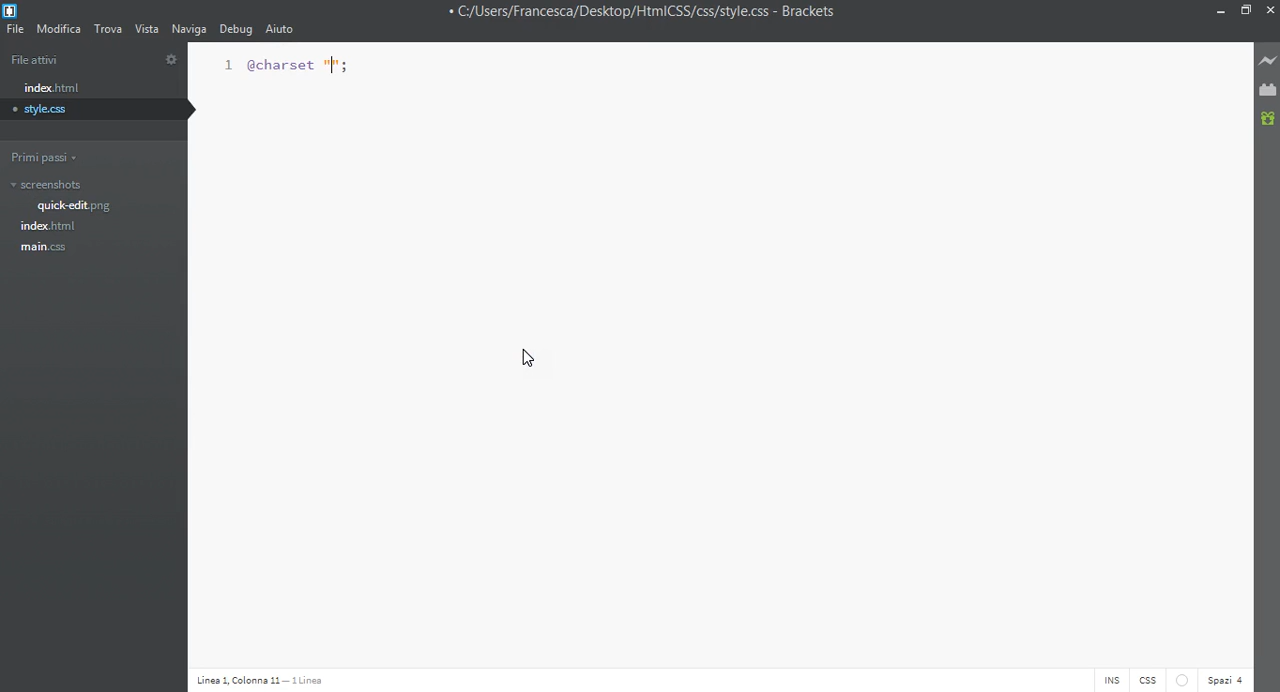 • C:/Users/Francesca/Desktop/HtmlCSS/css/style.css - Brackets
File Modifica Trova Vista Naviga Debug Aiuto
File attivi
index.html
• style.css
Primi passi
screenshots
quick-edit.png
index.html
main.css
1 @charset "";
Linea 1, Colonna 11 — 1 Linea
INS CSS Spazi 4